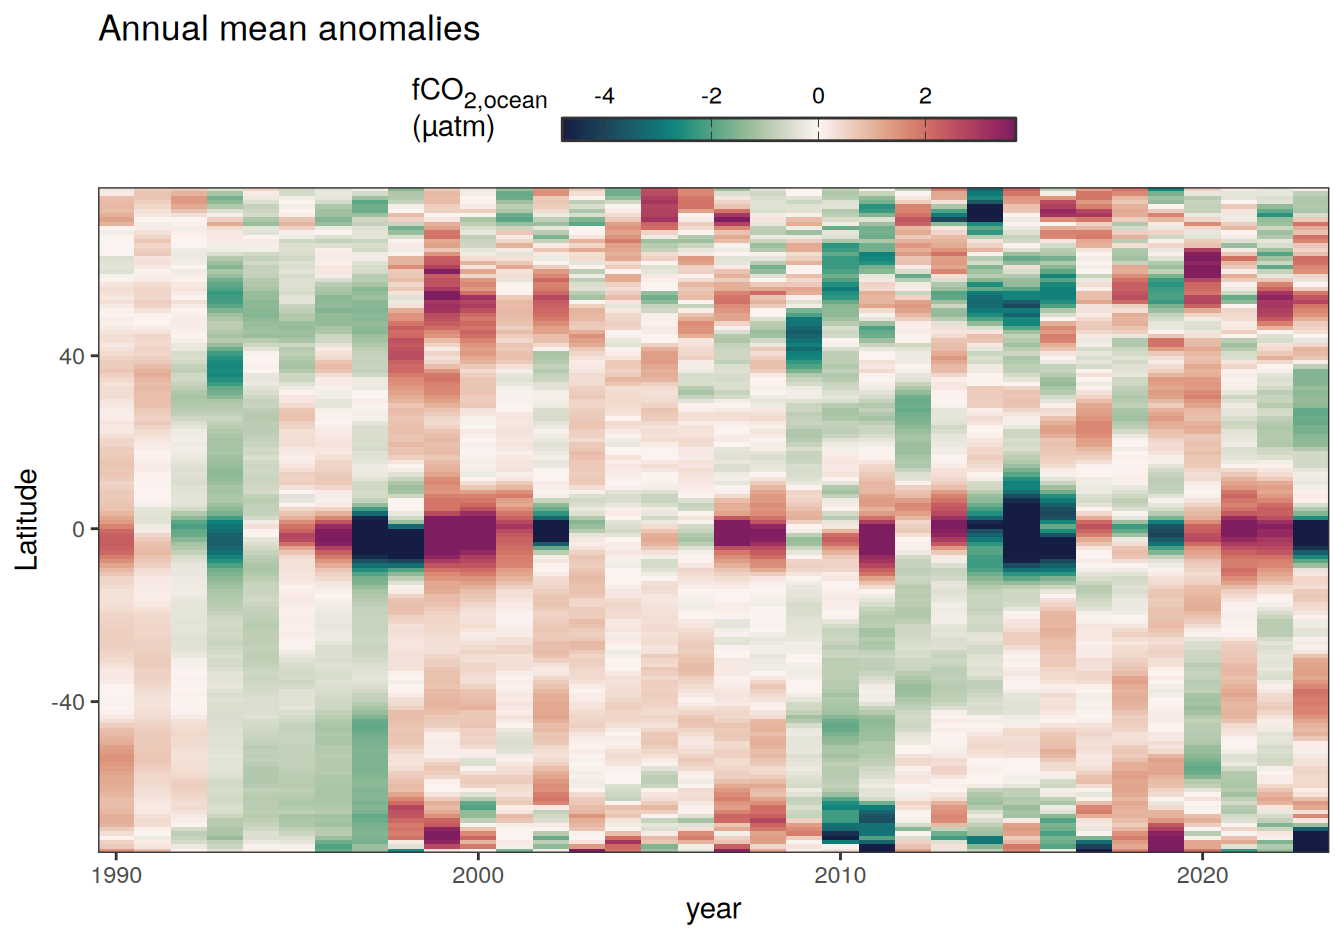 Annual mean anomalies
fCO2,ocean
(µatm)
-4 -2 0 2
Latitude
40
0
-40
1990 2000 2010 2020
year